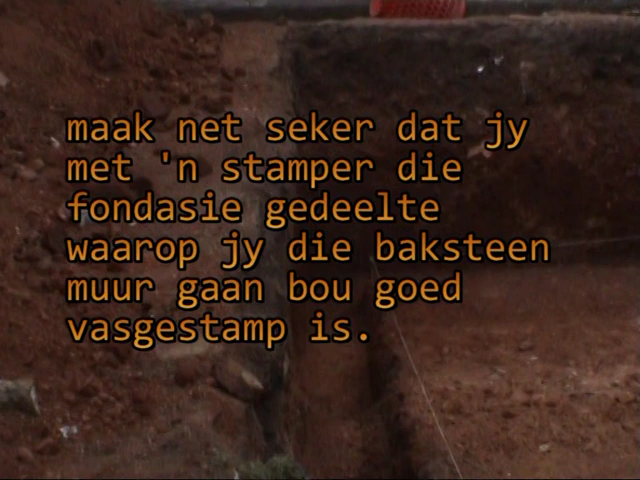 maak net seker dat jy
met 'n stamper die
fondasie gedeelte
waarop jy die baksteen
muur gaan bou goed
vasgestamp is.